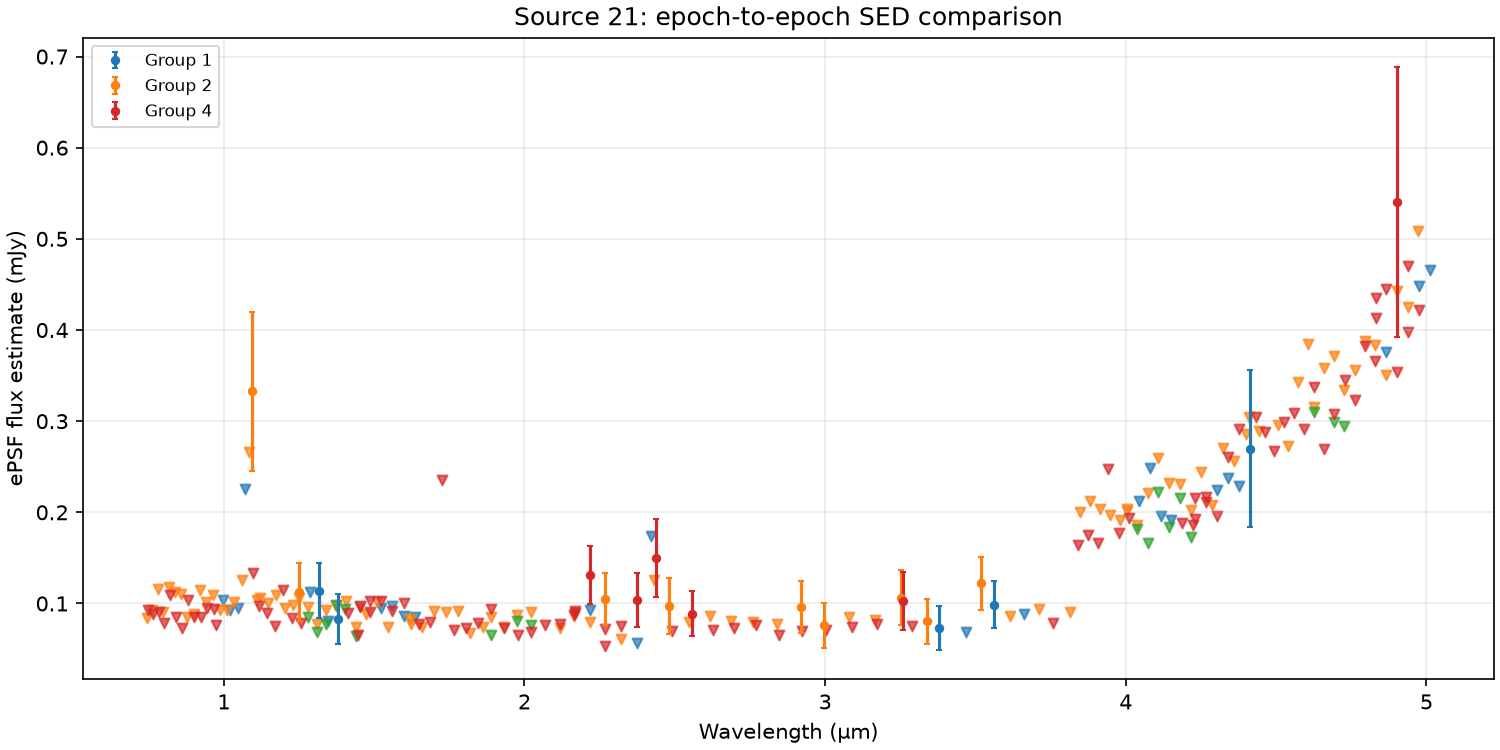 Source 21: epoch-to-epoch SED comparison
Group 1
Group 2
Group 4
ePSF flux estimate (mJy)
0.7
0.6
0.5
0.4
0.3
0.2
0.1
1 2 3 4 5
Wavelength (μm)